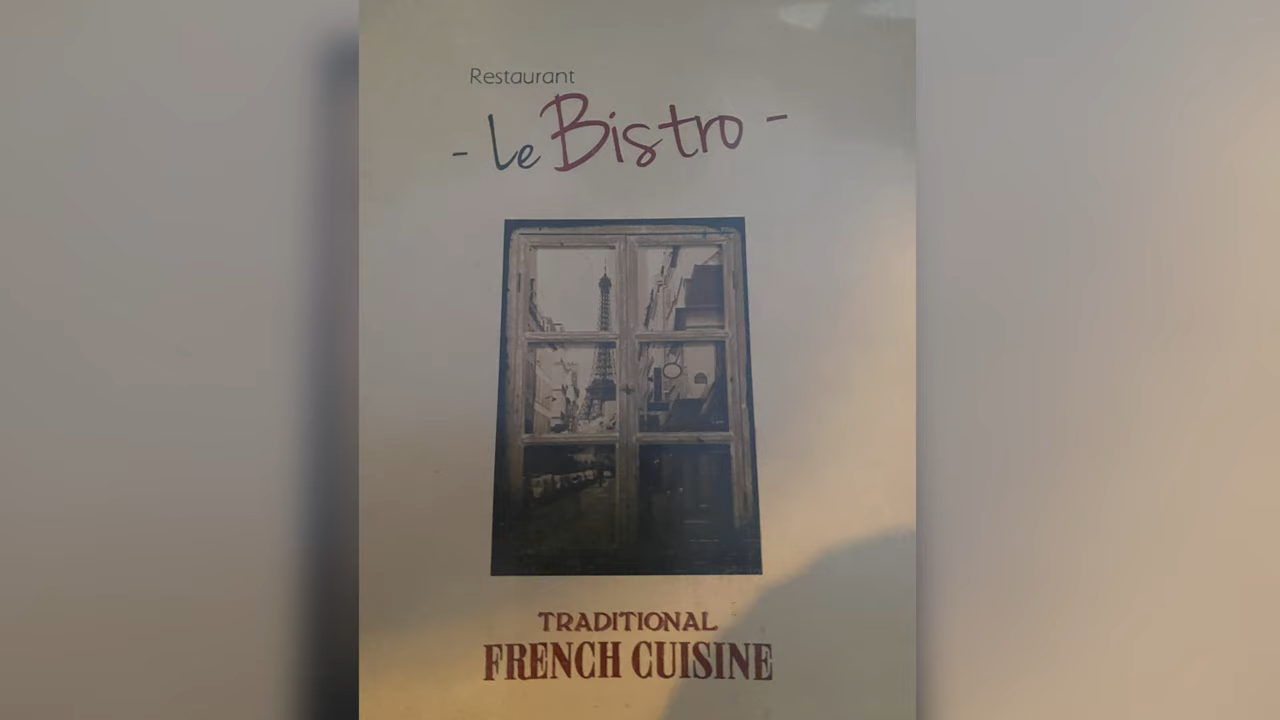 Restaurant
- Le Bistro -
TRADITIONAL
FRENCH CUISINE